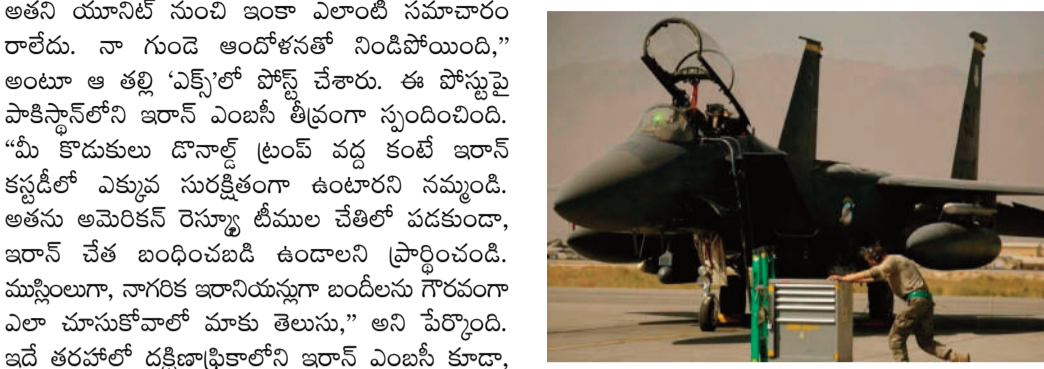 అతని యూనిట్ నుంచి ఇంకా ఎలాంటి సమాచారం
రాలేదు. నా గుండె ఆందోళనతో నిండిపోయింది,”
అంటూ ఆ తల్లి ‘ఎక్స్’లో పోస్ట్ చేశారు. ఈ పోస్టుపై
పాకిస్థాన్‌లోని ఇరాన్ ఎంబసీ తీవ్రంగా స్పందించింది.
“మీ కొడుకులు డొనాల్డ్ ట్రంప్ వద్ద కంటే ఇరాన్
కస్టడీలో ఎక్కువ సురక్షితంగా ఉంటారని నమ్మండి.
అతను అమెరికన్ రెస్క్యూ టీముల చేతిలో పడకుండా,
ఇరాన్ చేత బంధించబడి ఉండాలని ప్రార్థించండి.
ముస్లింలుగా, నాగరిక ఇరానియన్లుగా బందీలను గౌరవంగా
ఎలా చూసుకోవాలో మాకు తెలుసు,” అని పేర్కొంది.
ఇదే తరహాలో దక్షిణాఫ్రికాలోని ఇరాన్ ఎంబసీ కూడా,